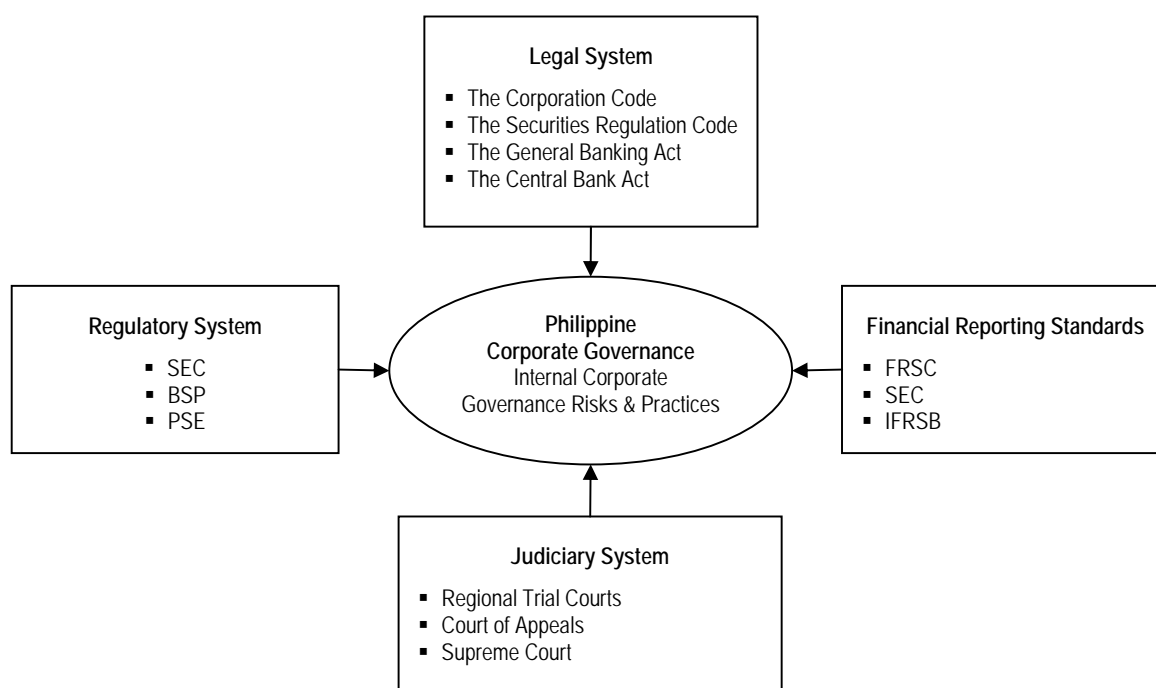 Legal System
▪ The Corporation Code
▪ The Securities Regulation Code
▪ The General Banking Act
▪ The Central Bank Act
Regulatory System
▪ SEC
▪ BSP
▪ PSE
Philippine
Corporate Governance
Internal Corporate
Governance Risks & Practices
Financial Reporting Standards
▪ FRSC
▪ SEC
▪ IFRSB
Judiciary System
▪ Regional Trial Courts
▪ Court of Appeals
▪ Supreme Court